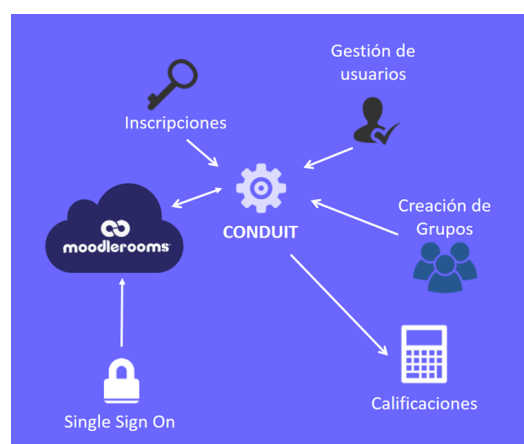 Gestión de
usuarios
Inscripciones
CONDUIT
Creación de
Grupos
moodlerooms
Calificaciones
Single Sign On